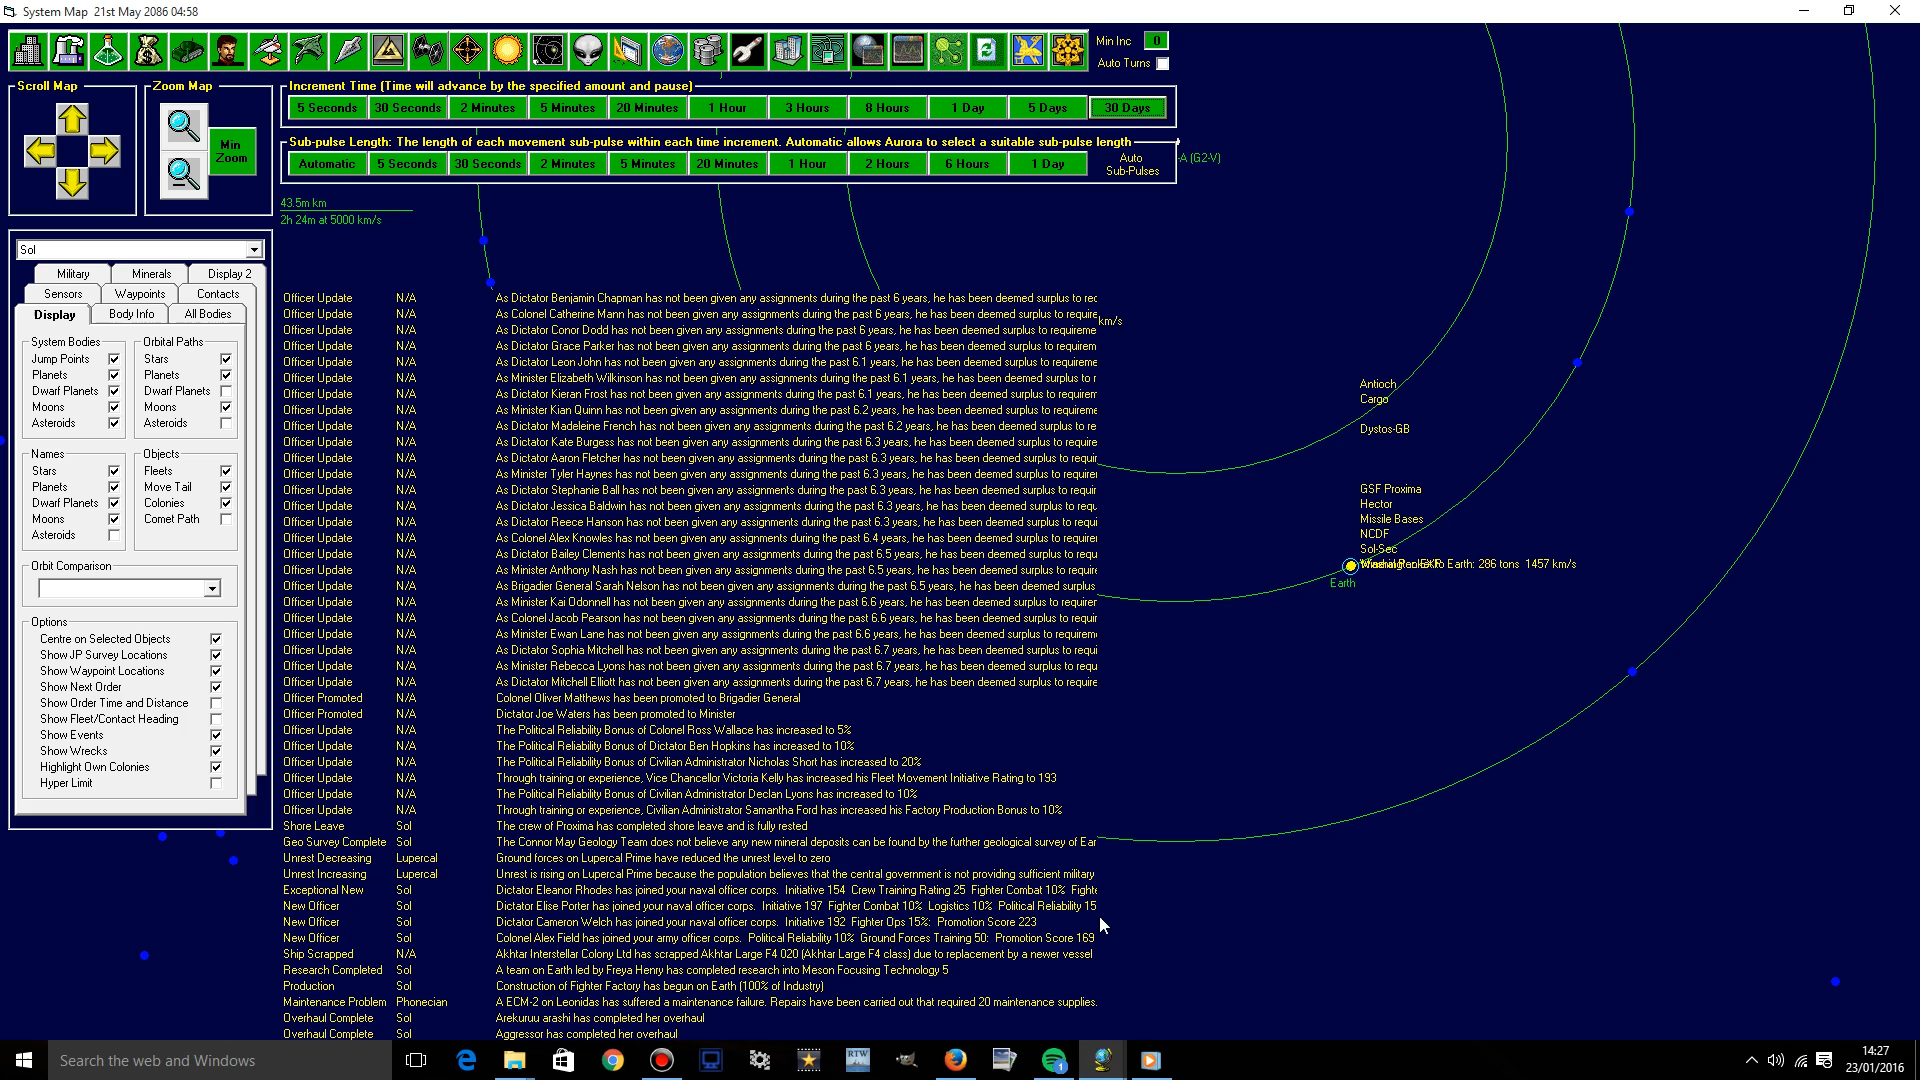 System Map   21st May 2086 04:58
Min Inc 0
Auto Turns
Scroll Map
Zoom Map
Min Zoom
Increment Time (Time will advance by the specified amount and pause)
5 Seconds 30 Seconds 2 Minutes 5 Minutes 20 Minutes 1 Hour 3 Hours 8 Hours 1 Day 5 Days 30 Days
Sub-pulse Length: The length of each movement sub-pulse within each time increment. Automatic allows Aurora to select a suitable sub-pulse length
Automatic 5 Seconds 30 Seconds 2 Minutes 5 Minutes 20 Minutes 1 Hour 2 Hours 6 Hours 1 Day Auto Sub-Pulses
-A (G2-V)
43.5m km
2h 24m at 5000 km/s
Sol
Military Minerals Display 2
Sensors Waypoints Contacts
Display Body Info All Bodies
System Bodies
Jump Points
Planets
Dwarf Planets
Moons
Asteroids
Orbital Paths
Stars
Planets
Dwarf Planets
Moons
Asteroids
Names
Stars
Planets
Dwarf Planets
Moons
Asteroids
Objects
Fleets
Move Tail
Colonies
Comet Path
Orbit Comparison
Options
Centre on Selected Objects
Show JP Survey Locations
Show Waypoint Locations
Show Next Order
Show Order Time and Distance
Show Fleet/Contact Heading
Show Events
Show Wrecks
Highlight Own Colonies
Hyper Limit
Officer Update N/A As Dictator Benjamin Chapman has not been given any assignments during the past 6 years, he has been deemed surplus to rec
Officer Update N/A As Colonel Catherine Mann has not been given any assignments during the past 6 years, he has been deemed surplus to require
Officer Update N/A As Dictator Conor Dodd has not been given any assignments during the past 6 years, he has been deemed surplus to requireme
Officer Update N/A As Dictator Grace Parker has not been given any assignments during the past 6 years, he has been deemed surplus to requireme
Officer Update N/A As Dictator Leon John has not been given any assignments during the past 6.1 years, he has been deemed surplus to requireme
Officer Update N/A As Minister Elizabeth Wilkinson has not been given any assignments during the past 6.1 years, he has been deemed surplus to r
Officer Update N/A As Dictator Kieran Frost has not been given any assignments during the past 6.1 years, he has been deemed surplus to requirem
Officer Update N/A As Minister Kian Quinn has not been given any assignments during the past 6.2 years, he has been deemed surplus to requireme
Officer Update N/A As Dictator Madeleine French has not been given any assignments during the past 6.2 years, he has been deemed surplus to re
Officer Update N/A As Dictator Kate Burgess has not been given any assignments during the past 6.3 years, he has been deemed surplus to require
Officer Update N/A As Dictator Aaron Fletcher has not been given any assignments during the past 6.3 years, he has been deemed surplus to requir
Officer Update N/A As Minister Tyler Haynes has not been given any assignments during the past 6.3 years, he has been deemed surplus to requirer
Officer Update N/A As Dictator Stephanie Ball has not been given any assignments during the past 6.3 years, he has been deemed surplus to requir
Officer Update N/A As Dictator Jessica Baldwin has not been given any assignments during the past 6.3 years, he has been deemed surplus to requ
Officer Update N/A As Dictator Reece Hanson has not been given any assignments during the past 6.3 years, he has been deemed surplus to requi
Officer Update N/A As Colonel Alex Knowles has not been given any assignments during the past 6.4 years, he has been deemed surplus to requirer
Officer Update N/A As Dictator Bailey Clements has not been given any assignments during the past 6.5 years, he has been deemed surplus to requ
Officer Update N/A As Minister Anthony Nash has not been given any assignments during the past 6.5 years, he has been deemed surplus to requirer
Officer Update N/A As Brigadier General Sarah Nelson has not been given any assignments during the past 6.5 years, he has been deemed surplus
Officer Update N/A As Minister Kai Odonnell has not been given any assignments during the past 6.6 years, he has been deemed surplus to requirer
Officer Update N/A As Colonel Jacob Pearson has not been given any assignments during the past 6.6 years, he has been deemed surplus to requi
Officer Update N/A As Minister Ewan Lane has not been given any assignments during the past 6.6 years, he has been deemed surplus to requirem
Officer Update N/A As Dictator Sophia Mitchell has not been given any assignments during the past 6.7 years, he has been deemed surplus to requi
Officer Update N/A As Minister Rebecca Lyons has not been given any assignments during the past 6.7 years, he has been deemed surplus to requ
Officer Update N/A As Dictator Mitchell Elliott has not been given any assignments during the past 6.7 years, he has been deemed surplus to require
Officer Promoted N/A Colonel Oliver Matthews has been promoted to Brigadier General
Officer Promoted N/A Dictator Joe Waters has been promoted to Minister
Officer Update N/A The Political Reliability Bonus of Colonel Ross Wallace has increased to 5%
Officer Update N/A The Political Reliability Bonus of Dictator Ben Hopkins has increased to 10%
Officer Update N/A The Political Reliability Bonus of Civilian Administrator Nicholas Short has increased to 20%
Officer Update N/A Through training or experience, Vice Chancellor Victoria Kelly has increased his Fleet Movement Initiative Rating to 193
Officer Update N/A The Political Reliability Bonus of Civilian Administrator Declan Lyons has increased to 10%
Officer Update N/A Through training or experience, Civilian Administrator Samantha Ford has increased his Factory Production Bonus to 10%
Shore Leave Sol The crew of Proxima has completed shore leave and is fully rested
Geo Survey Complete Sol The Connor May Geology Team does not believe any new mineral deposits can be found by the further geological survey of Ear
Unrest Decreasing Lupercal Ground forces on Lupercal Prime have reduced the unrest level to zero
Unrest Increasing Lupercal Unrest is rising on Lupercal Prime because the population believes that the central government is not providing sufficient military
Exceptional New Sol Dictator Eleanor Rhodes has joined your naval officer corps.  Initiative 154  Crew Training Rating 25  Fighter Combat 10%  Fighte
New Officer Sol Dictator Elise Porter has joined your naval officer corps.  Initiative 197  Fighter Combat 10%  Logistics 10%  Political Reliability 15
New Officer Sol Dictator Cameron Welch has joined your naval officer corps.  Initiative 192  Fighter Ops 15%:  Promotion Score 223
New Officer Sol Colonel Alex Field has joined your army officer corps.  Political Reliability 10%  Ground Forces Training 50:  Promotion Score 169
Ship Scrapped N/A Akhtar Interstellar Colony Ltd has scrapped Akhtar Large F4 020 (Akhtar Large F4 class) due to replacement by a newer vessel
Research Completed Sol A team on Earth led by Freya Henry has completed research into Meson Focusing Technology 5
Production Sol Construction of Fighter Factory has begun on Earth (100% of Industry)
Maintenance Problem Phonecian A ECM-2 on Leonidas has suffered a maintenance failure. Repairs have been carried out that required 20 maintenance supplies.
Overhaul Complete Sol Arekuruu arashi has completed her overhaul
Overhaul Complete Sol Aggressor has completed her overhaul
km/s
Antioch
Cargo
Dystos-GB
GSF Proxima
Hector
Missile Bases
NCDF
Sol-Sec
Earth: 286 tons  1457 km/s
Earth
Search the web and Windows
RTW
1
14:27
23/01/2016